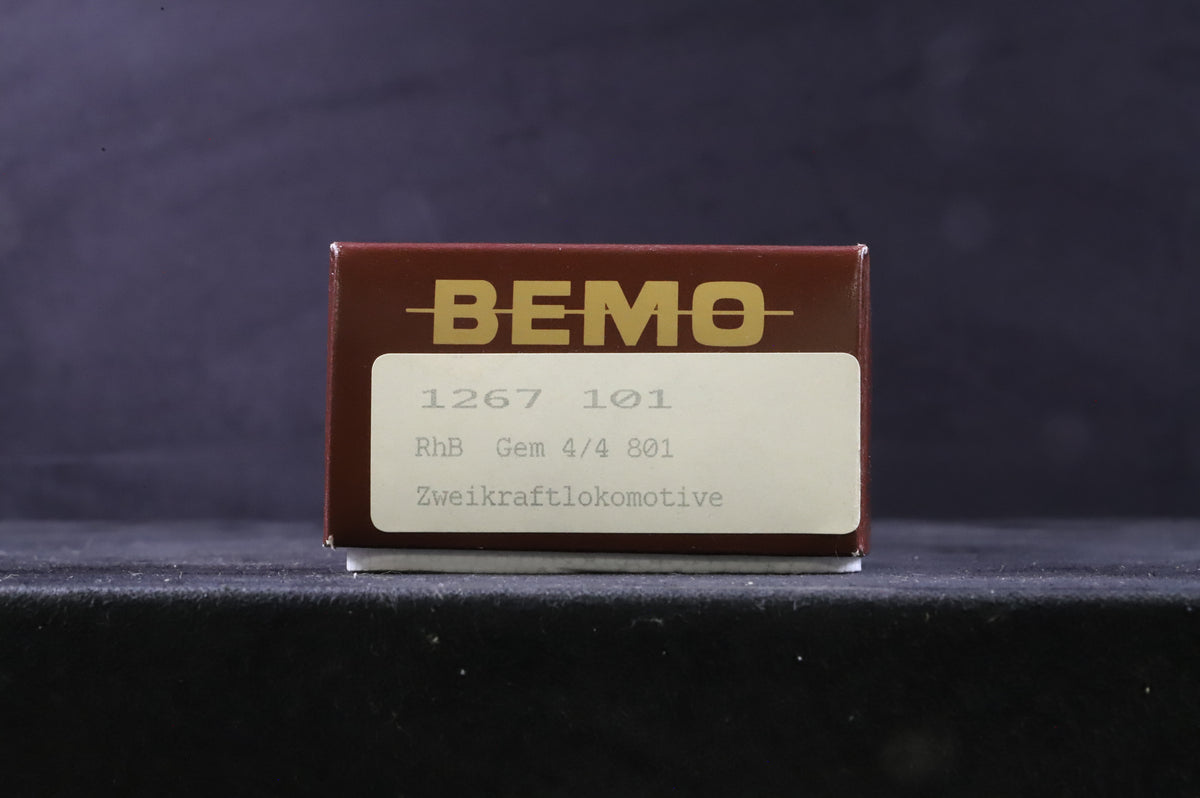 BEMO
1267 101
RhB Gem 4/4 801
Zweikraftlokomotive